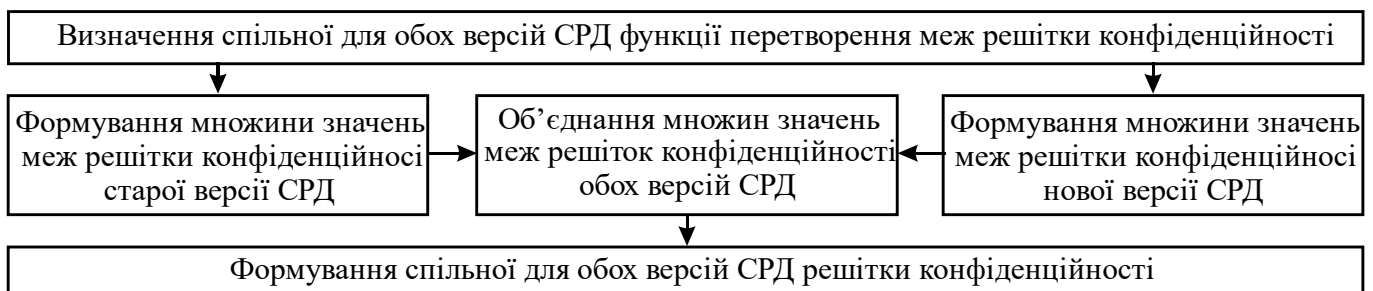 Визначення спільної для обох версій СРД функції перетворення меж решітки конфіденційності
Формування множини значень
меж решітки конфіденційносі
старої версії СРД
Об’єднання множин значень
меж решіток конфіденційності
обох версій СРД
Формування множини значень
меж решітки конфіденційносі
нової версії СРД
Формування спільної для обох версій СРД решітки конфіденційності